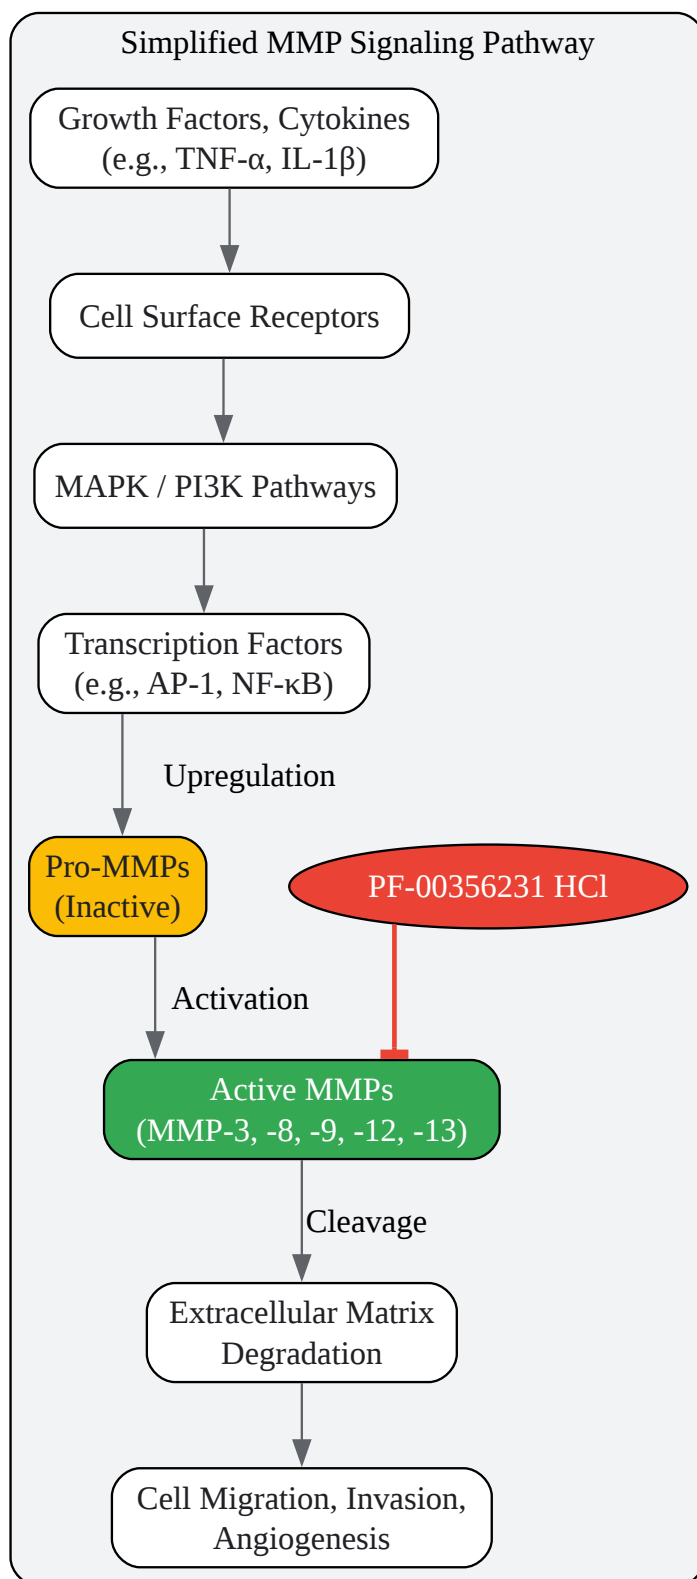 Simplified MMP Signaling Pathway
Growth Factors, Cytokines
(e.g., TNF-α, IL-1β)
Cell Surface Receptors
MAPK / PI3K Pathways
Transcription Factors
(e.g., AP-1, NF-κB)
Upregulation
Pro-MMPs
(Inactive)
PF-00356231 HCl
Activation
Active MMPs
(MMP-3, -8, -9, -12, -13)
Cleavage
Extracellular Matrix
Degradation
Cell Migration, Invasion,
Angiogenesis